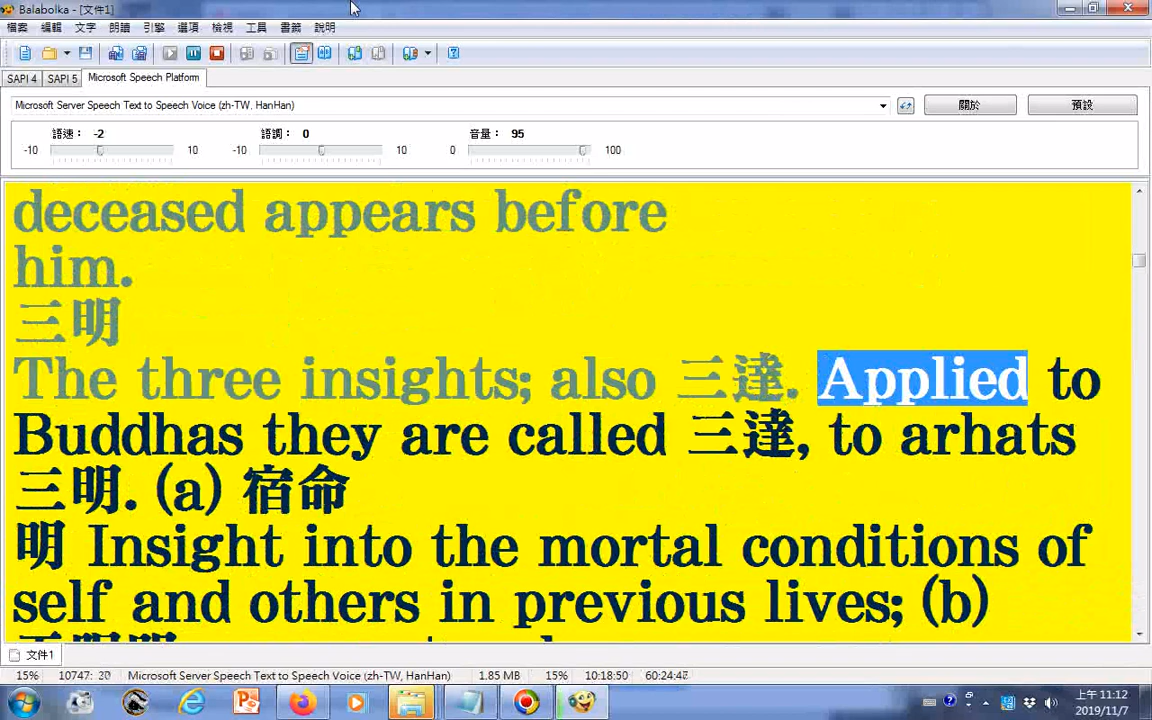 Balabolka - [文件1]
檔案 編輯 文字 朗讀 引擎 選項 檢視 工具 書籤 說明
SAPI 4 SAPI 5 Microsoft Speech Platform
Microsoft Server Speech Text to Speech Voice (zh-TW, HanHan) 關於 預設
語速： -2 語調： 0 音量： 95
-10 10 -10 10 0 100
deceased appears before
him.
三明
The three insights; also 三達. Applied to
Buddhas they are called 三達, to arhats
三明. (a) 宿命
明 Insight into the mortal conditions of
self and others in previous lives; (b)
文件1
15% 10747: 20 Microsoft Server Speech Text to Speech Voice (zh-TW, HanHan) 1.85 MB 15% 10:18:50 60:24:47
上午 11:12
2019/11/7